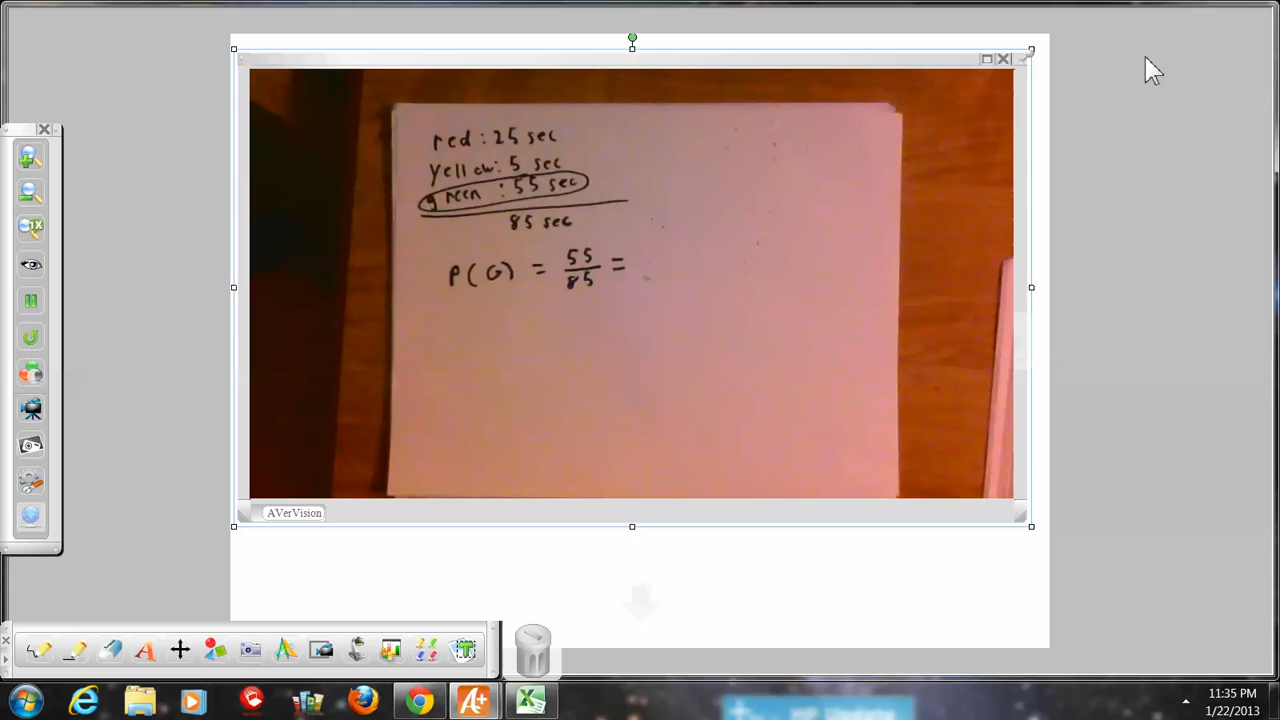 red : 25 sec
yellow : 5 sec
green : 55 sec
85 sec
P(G) = 55/85 =
AVerVision
11:35 PM
1/22/2013